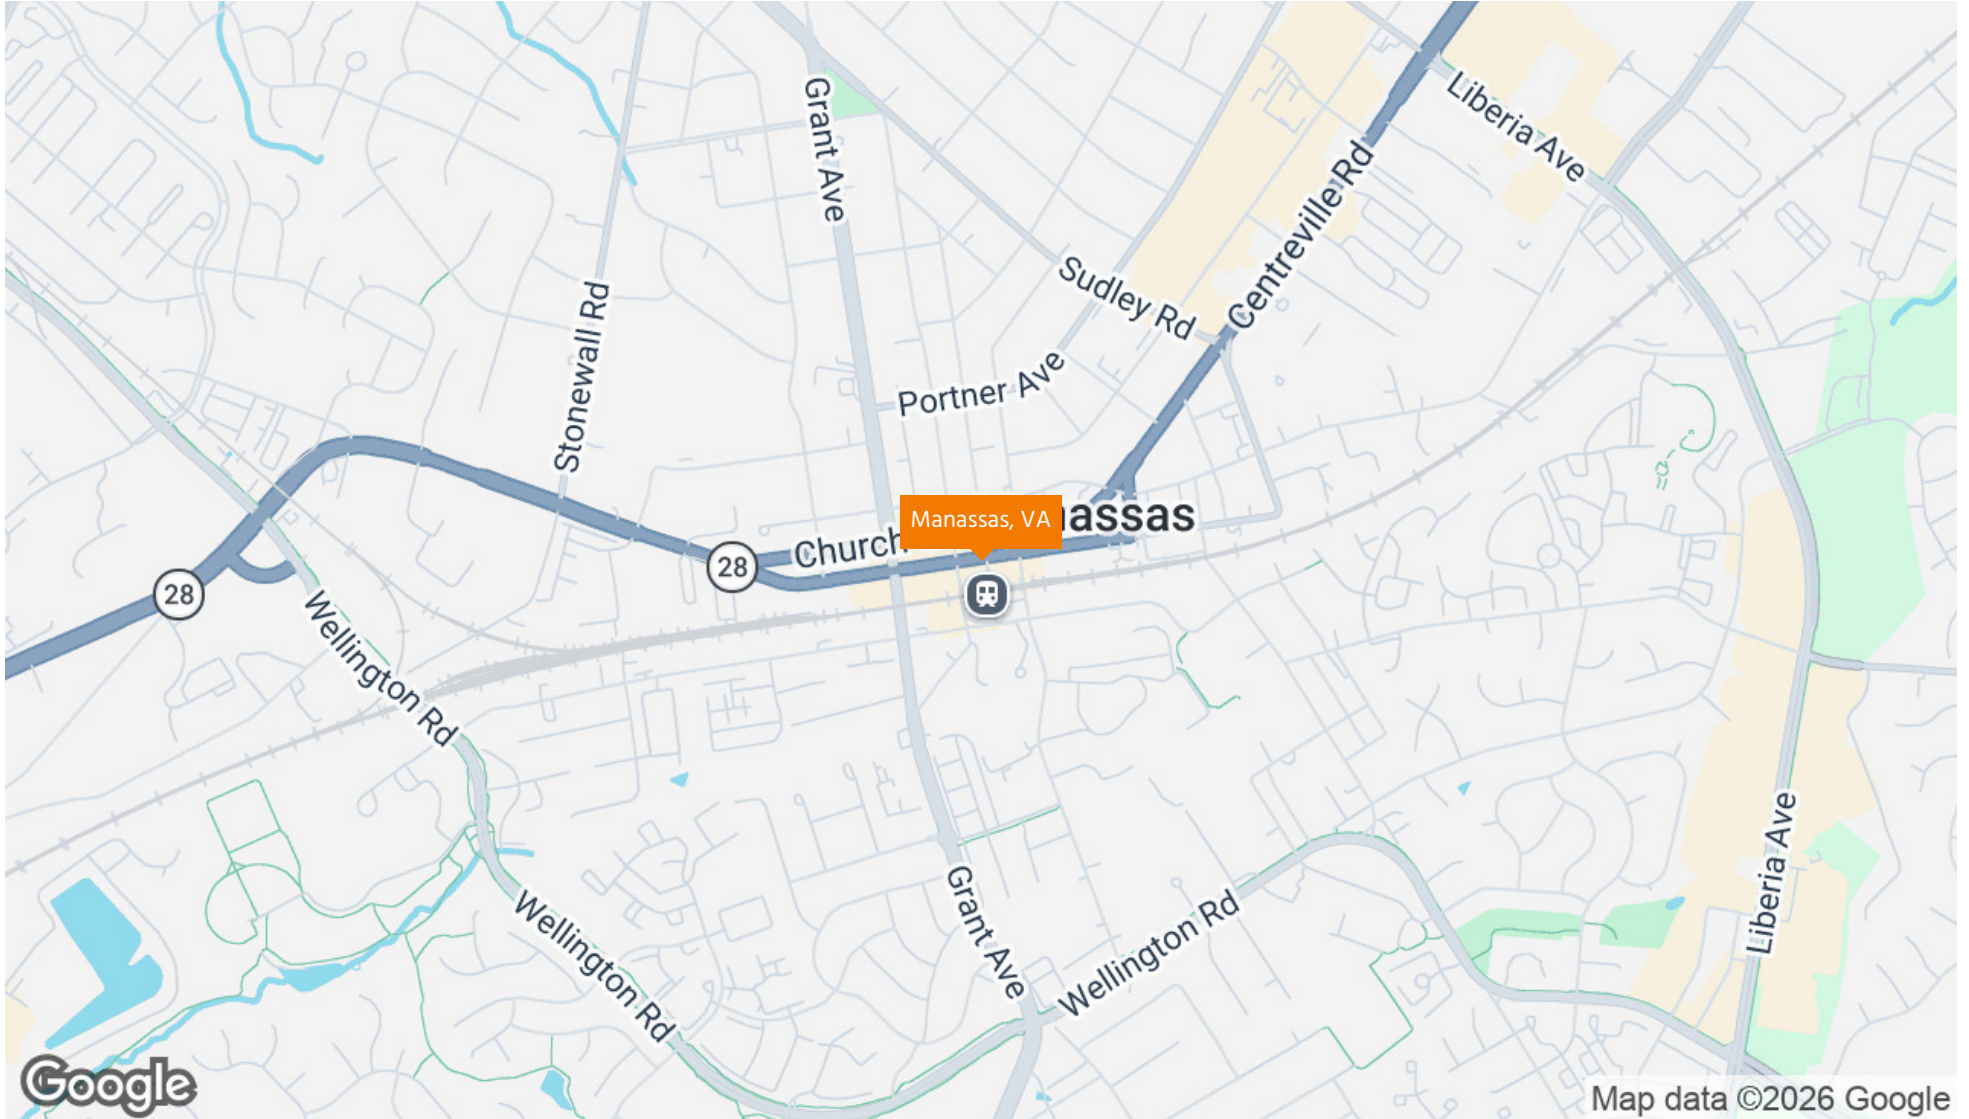 Grant Ave
Liberia Ave
Centreville Rd
Sudley Rd
Stonewall Rd
Portner Ave
Manassas, VA
assas
Church
28
28
Wellington Rd
Liberia Ave
Grant Ave
Wellington Rd
Wellington Rd
Google
Map data ©2026 Google